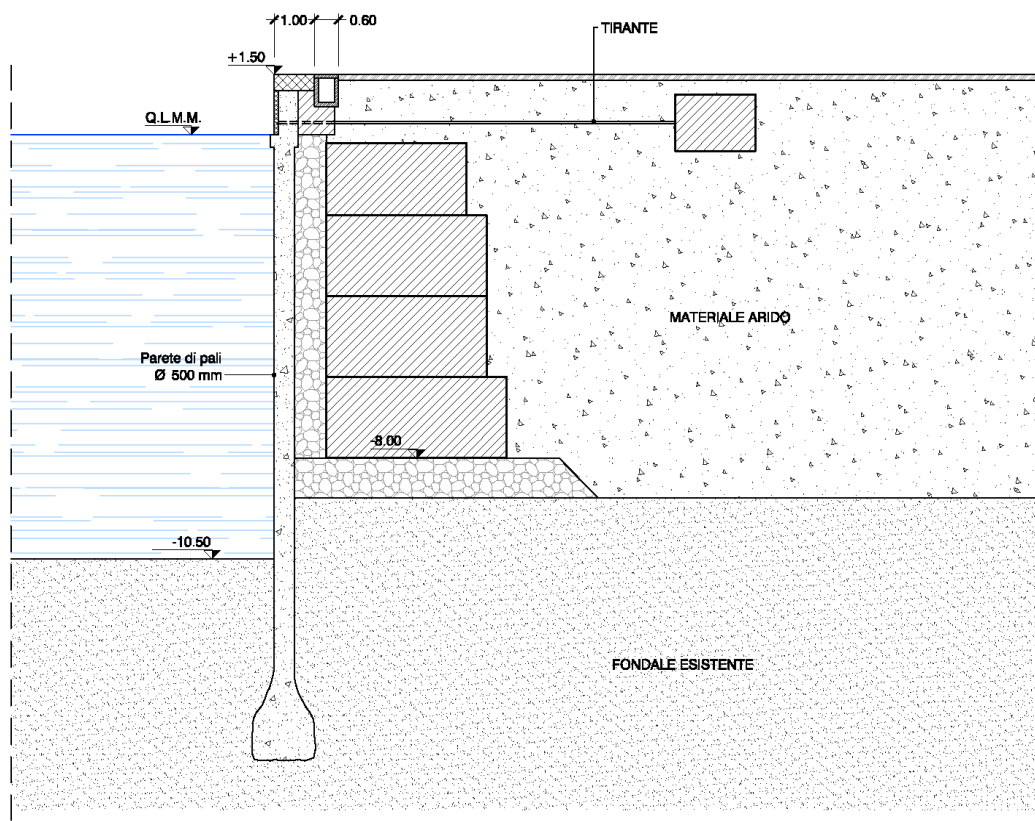 1.00
0.60
TIRANTE
+1.50
Q.L.M.M.
MATERIALE ARIDO
Parete di pali
Ø 500 mm
-8.00
-10.50
FONDALE ESISTENTE